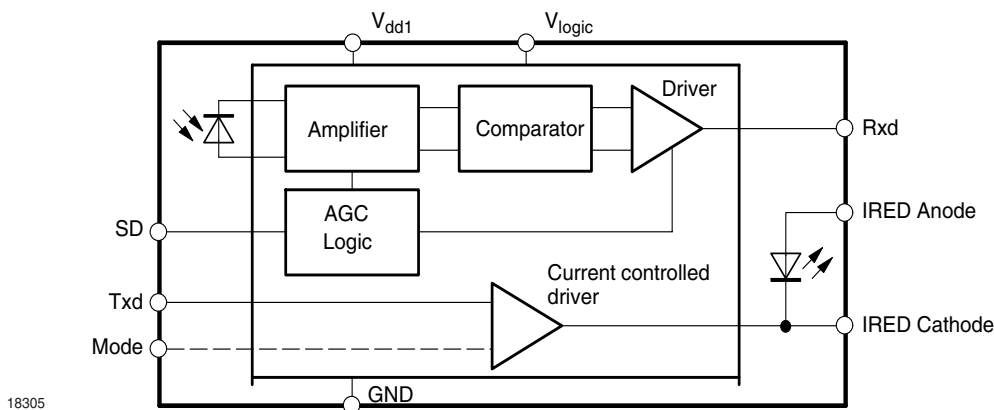 Vdd1
Vlogic
Driver
Amplifier
Comparator
Rxd
AGC
Logic
SD
IRED Anode
Current controlled
driver
Txd
IRED Cathode
Mode
GND
18305